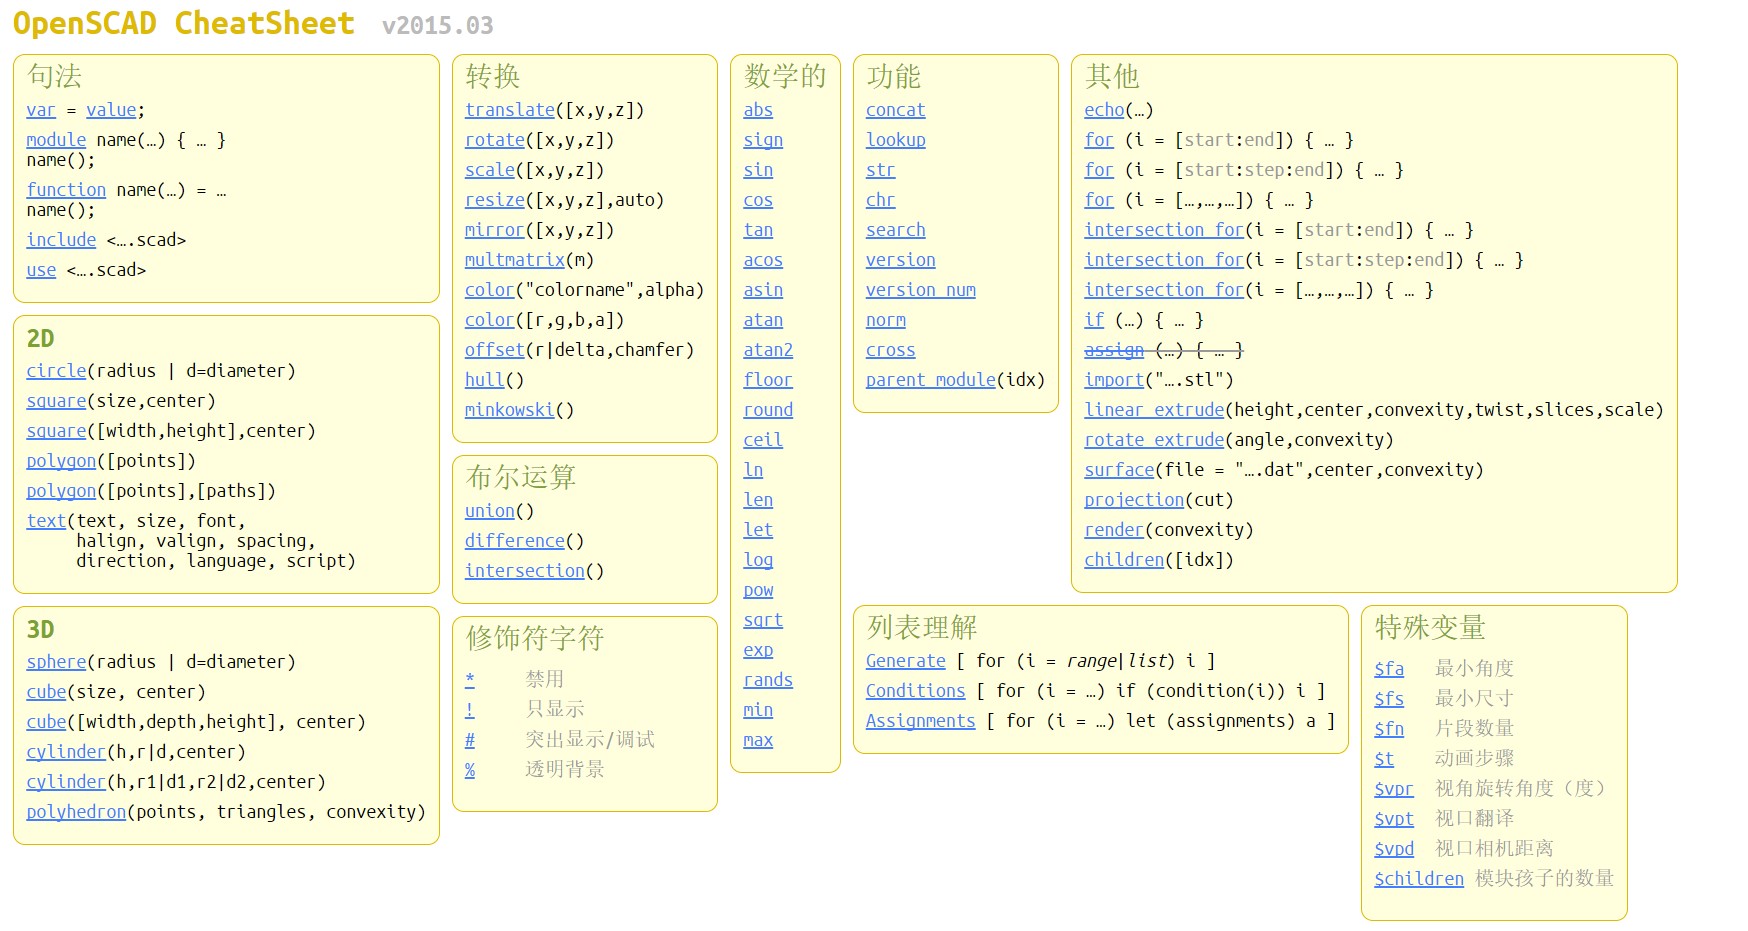 OpenSCAD CheatSheet v2015.03
句法
var = value;
module name(…) { … }
name();
function name(…) = …
name();
include <….scad>
use <….scad>
2D
circle(radius | d=diameter)
square(size,center)
square([width,height],center)
polygon([points])
polygon([points],[paths])
text(text, size, font,
halign, valign, spacing,
direction, language, script)
3D
sphere(radius | d=diameter)
cube(size, center)
cube([width,depth,height], center)
cylinder(h,r|d,center)
cylinder(h,r1|d1,r2|d2,center)
polyhedron(points, triangles, convexity)
转换
translate([x,y,z])
rotate([x,y,z])
scale([x,y,z])
resize([x,y,z],auto)
mirror([x,y,z])
multmatrix(m)
color("colorname",alpha)
color([r,g,b,a])
offset(r|delta,chamfer)
hull()
minkowski()
布尔运算
union()
difference()
intersection()
修饰符字符
* 禁用
! 只显示
# 突出显示/调试
% 透明背景
数学的
abs
sign
sin
cos
tan
acos
asin
atan
atan2
floor
round
ceil
ln
len
let
log
pow
sqrt
exp
rands
min
max
功能
concat
lookup
str
chr
search
version
version_num
norm
cross
parent_module(idx)
其他
echo(…)
for (i = [start:end]) { … }
for (i = [start:step:end]) { … }
for (i = […,…,…]) { … }
intersection_for(i = [start:end]) { … }
intersection_for(i = [start:step:end]) { … }
intersection_for(i = […,…,…]) { … }
if (…) { … }
assign (…) { … }
import("….stl")
linear_extrude(height,center,convexity,twist,slices,scale)
rotate_extrude(angle,convexity)
surface(file = "….dat",center,convexity)
projection(cut)
render(convexity)
children([idx])
列表理解
Generate [ for (i = range|list) i ]
Conditions [ for (i = …) if (condition(i)) i ]
Assignments [ for (i = …) let (assignments) a ]
特殊变量
$fa 最小角度
$fs 最小尺寸
$fn 片段数量
$t 动画步骤
$vpr 视角旋转角度（度）
$vpt 视口翻译
$vpd 视口相机距离
$children 模块孩子的数量